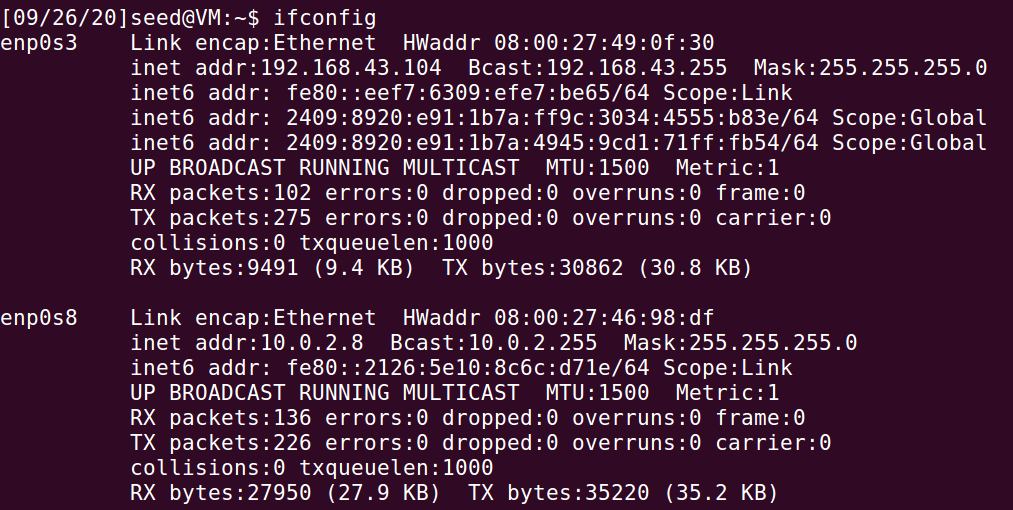 [09/26/20]seed@VM:~$ ifconfig
enp0s3    Link encap:Ethernet  HWaddr 08:00:27:49:0f:30
          inet addr:192.168.43.104  Bcast:192.168.43.255  Mask:255.255.255.0
          inet6 addr: fe80::eef7:6309:efe7:be65/64 Scope:Link
          inet6 addr: 2409:8920:e91:1b7a:ff9c:3034:4555:b83e/64 Scope:Global
          inet6 addr: 2409:8920:e91:1b7a:4945:9cd1:71ff:fb54/64 Scope:Global
          UP BROADCAST RUNNING MULTICAST  MTU:1500  Metric:1
          RX packets:102 errors:0 dropped:0 overruns:0 frame:0
          TX packets:275 errors:0 dropped:0 overruns:0 carrier:0
          collisions:0 txqueuelen:1000
          RX bytes:9491 (9.4 KB)  TX bytes:30862 (30.8 KB)

enp0s8    Link encap:Ethernet  HWaddr 08:00:27:46:98:df
          inet addr:10.0.2.8  Bcast:10.0.2.255  Mask:255.255.255.0
          inet6 addr: fe80::2126:5e10:8c6c:d71e/64 Scope:Link
          UP BROADCAST RUNNING MULTICAST  MTU:1500  Metric:1
          RX packets:136 errors:0 dropped:0 overruns:0 frame:0
          TX packets:226 errors:0 dropped:0 overruns:0 carrier:0
          collisions:0 txqueuelen:1000
          RX bytes:27950 (27.9 KB)  TX bytes:35220 (35.2 KB)